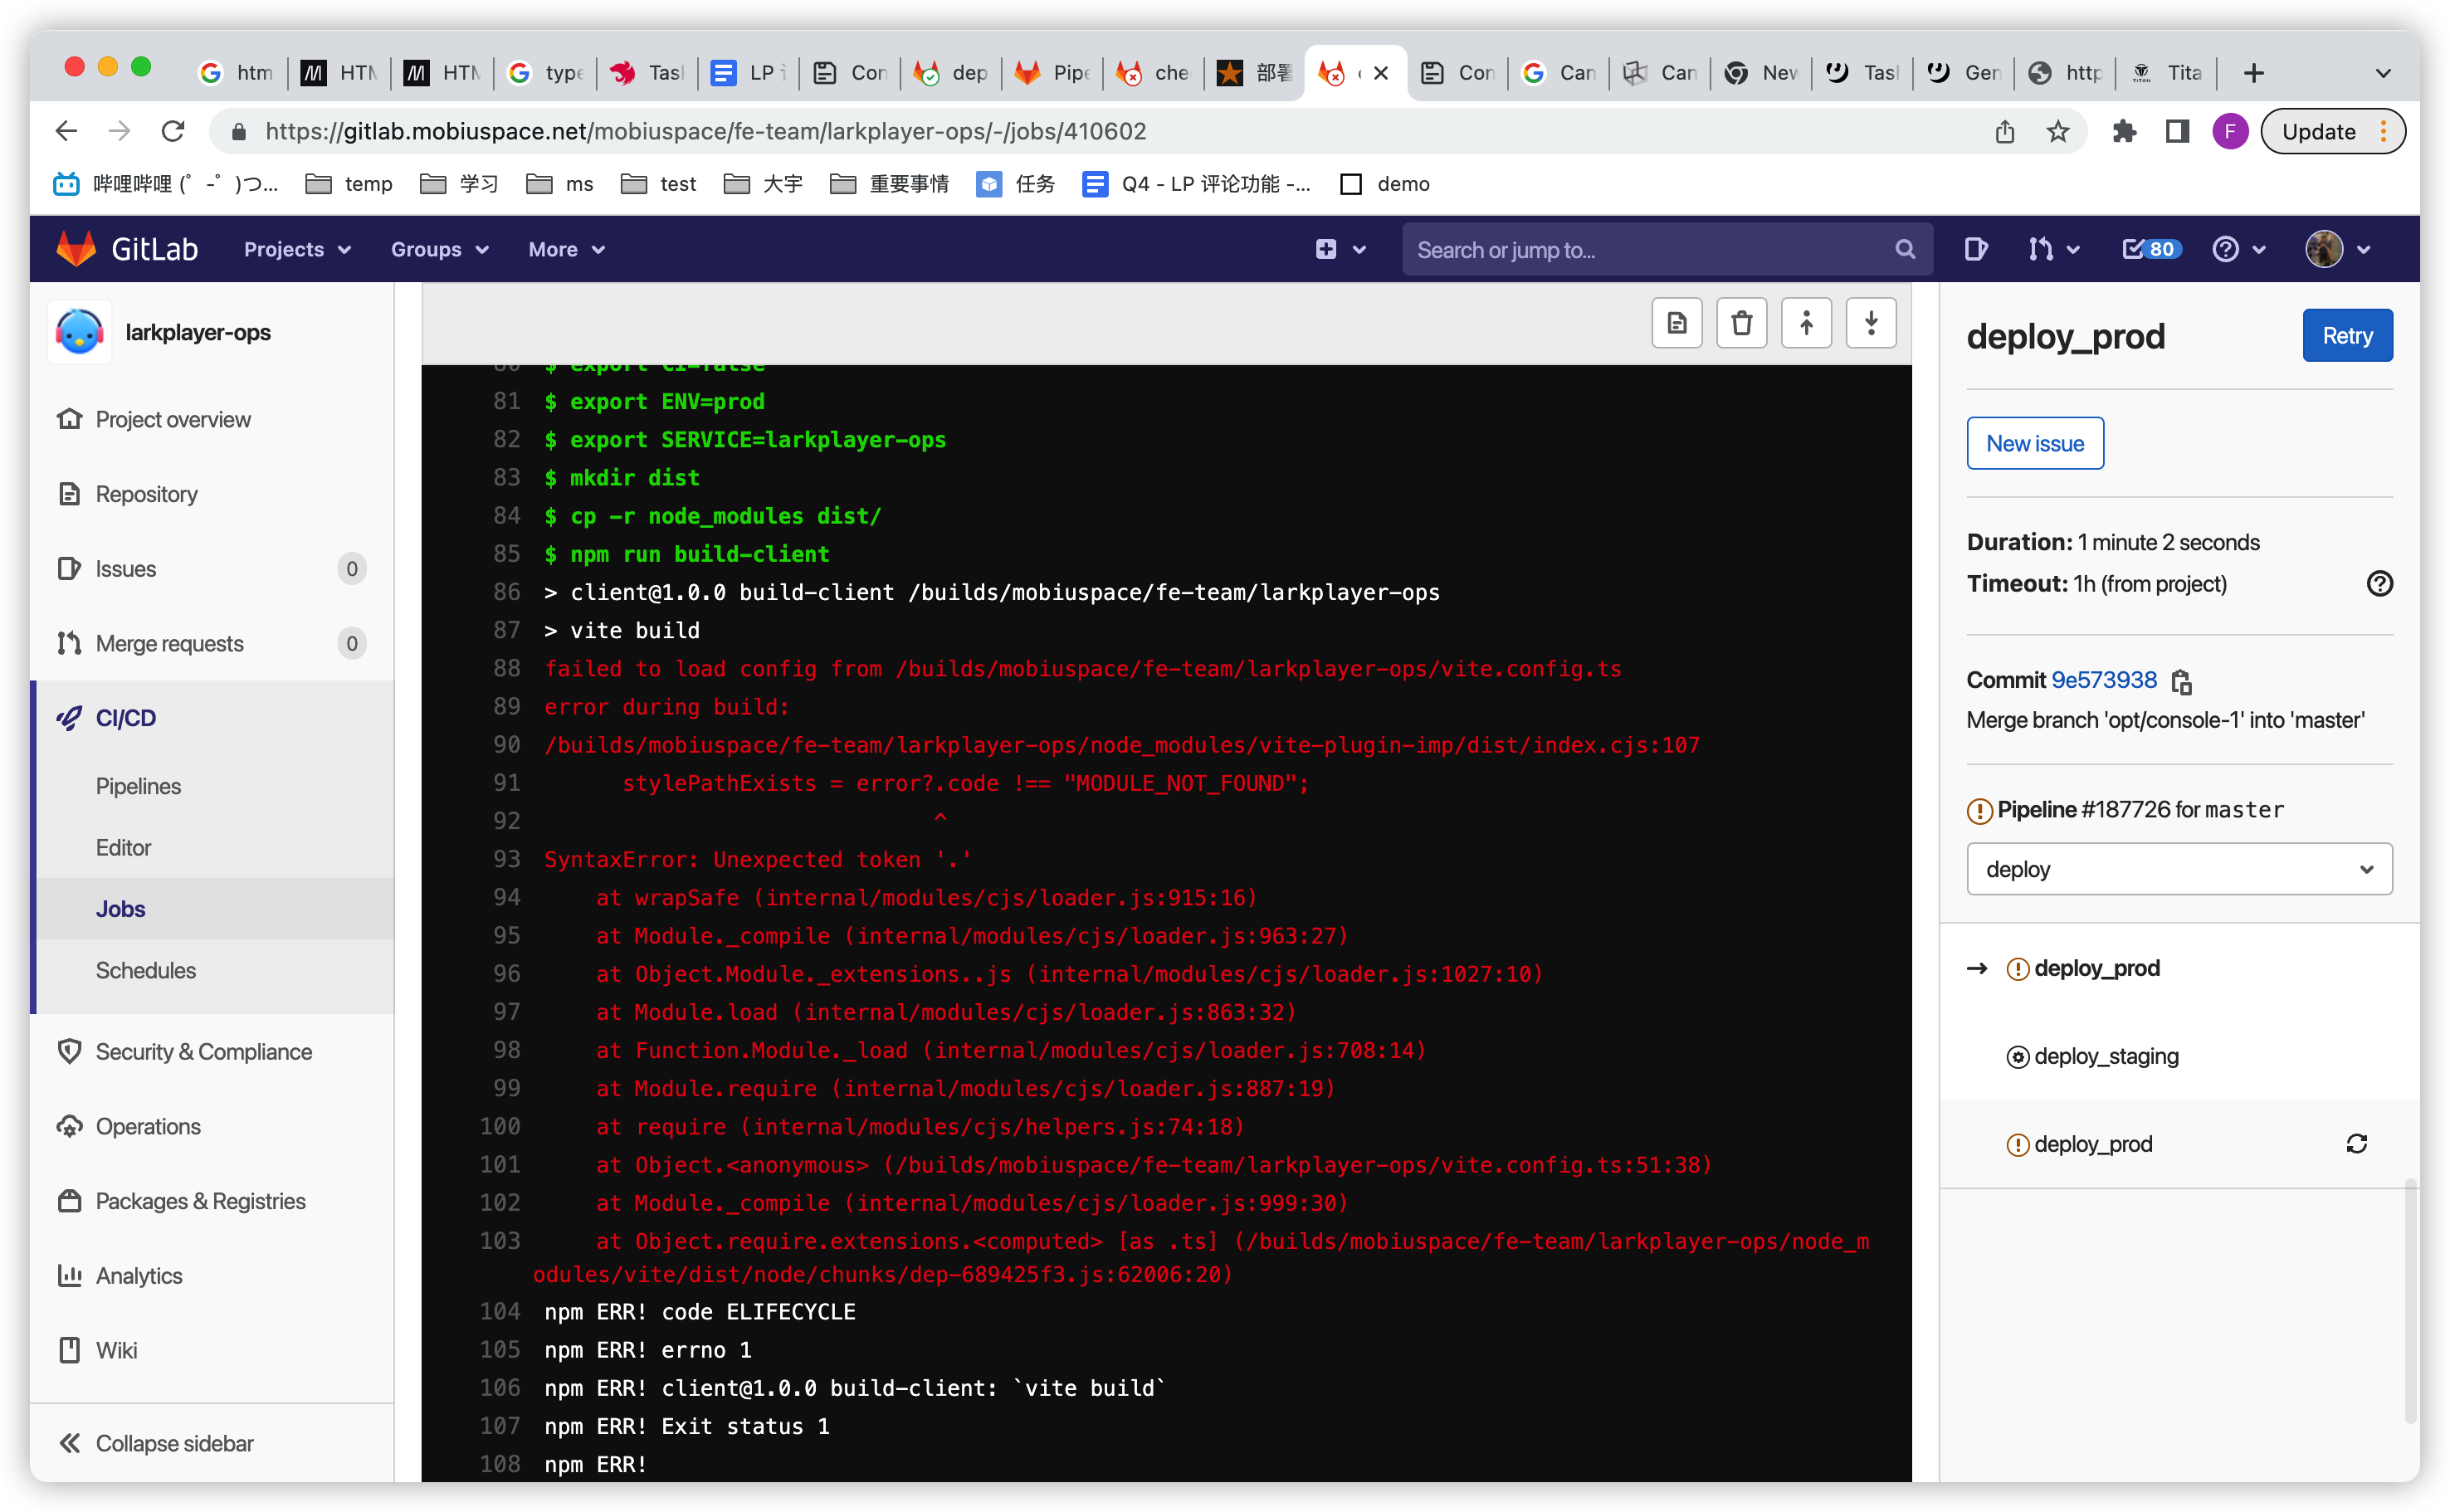 htm
HTM
HTM
type
Tas
LP
Con
dep
Pipe
che
部署
Con
Can
Can
New
Tas
Gen
http
Tita
https://gitlab.mobiuspace.net/mobiuspace/fe-team/larkplayer-ops/-/jobs/410602
F
Update
哔哩哔哩 (゜-゜)つ...
temp
学习
ms
test
大宇
重要事情
任务
Q4 - LP 评论功能 -...
demo
GitLab
Projects
Groups
More
Search or jump to...
80
larkplayer-ops
Project overview
Repository
Issues 0
Merge requests 0
CI/CD
Pipelines
Editor
Jobs
Schedules
Security & Compliance
Operations
Packages & Registries
Analytics
Wiki
Collapse sidebar
80 $ export CI=false
81 $ export ENV=prod
82 $ export SERVICE=larkplayer-ops
83 $ mkdir dist
84 $ cp -r node_modules dist/
85 $ npm run build-client
86 > client@1.0.0 build-client /builds/mobiuspace/fe-team/larkplayer-ops
87 > vite build
88 failed to load config from /builds/mobiuspace/fe-team/larkplayer-ops/vite.config.ts
89 error during build:
90 /builds/mobiuspace/fe-team/larkplayer-ops/node_modules/vite-plugin-imp/dist/index.cjs:107
91 stylePathExists = error?.code !== "MODULE_NOT_FOUND";
92 ^
93 SyntaxError: Unexpected token '.'
94 at wrapSafe (internal/modules/cjs/loader.js:915:16)
95 at Module._compile (internal/modules/cjs/loader.js:963:27)
96 at Object.Module._extensions..js (internal/modules/cjs/loader.js:1027:10)
97 at Module.load (internal/modules/cjs/loader.js:863:32)
98 at Function.Module._load (internal/modules/cjs/loader.js:708:14)
99 at Module.require (internal/modules/cjs/loader.js:887:19)
100 at require (internal/modules/cjs/helpers.js:74:18)
101 at Object.<anonymous> (/builds/mobiuspace/fe-team/larkplayer-ops/vite.config.ts:51:38)
102 at Module._compile (internal/modules/cjs/loader.js:999:30)
103 at Object.require.extensions.<computed> [as .ts] (/builds/mobiuspace/fe-team/larkplayer-ops/node_m
odules/vite/dist/node/chunks/dep-689425f3.js:62006:20)
104 npm ERR! code ELIFECYCLE
105 npm ERR! errno 1
106 npm ERR! client@1.0.0 build-client: `vite build`
107 npm ERR! Exit status 1
108 npm ERR!
deploy_prod
Retry
New issue
Duration: 1 minute 2 seconds
Timeout: 1h (from project)
Commit 9e573938
Merge branch 'opt/console-1' into 'master'
Pipeline #187726 for master
deploy
deploy_prod
deploy_staging
deploy_prod